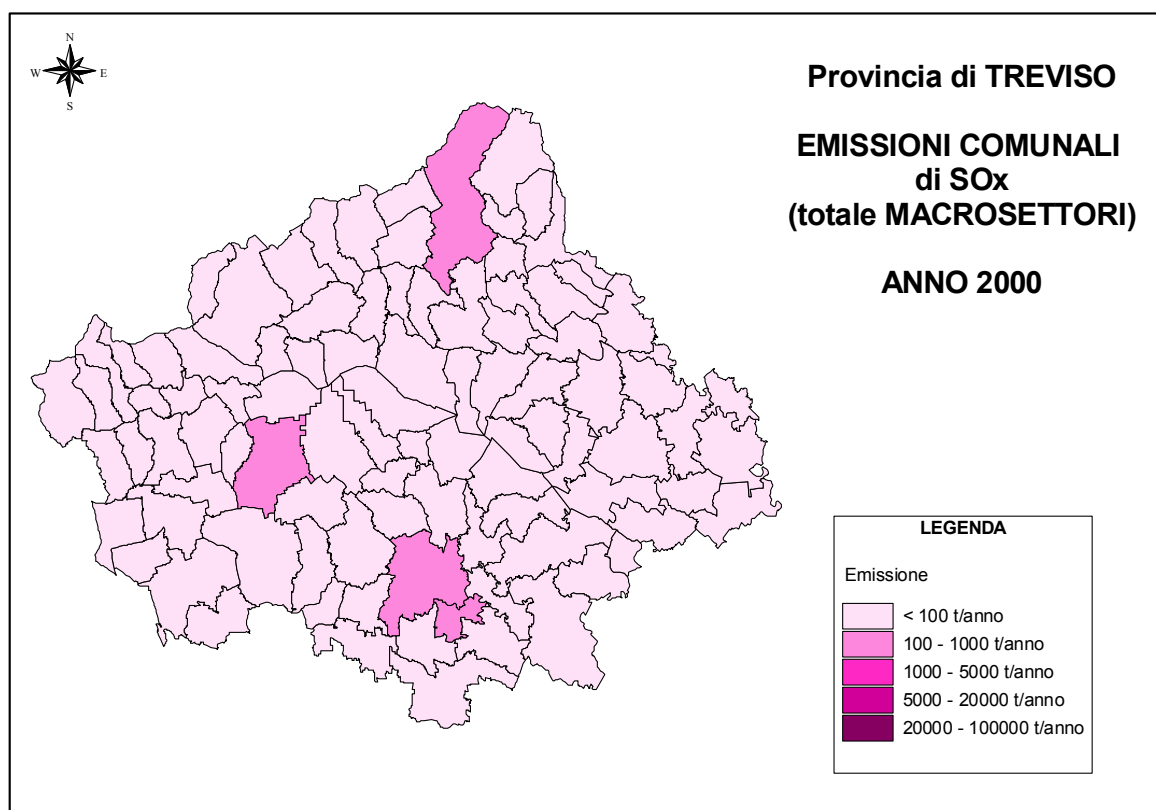 N
W E
S
Provincia di TREVISO
EMISSIONI COMUNALI
di SOx
(totale MACROSETTORI)
ANNO 2000
LEGENDA
Emissione
< 100 t/anno
100 - 1000 t/anno
1000 - 5000 t/anno
5000 - 20000 t/anno
20000 - 100000 t/anno